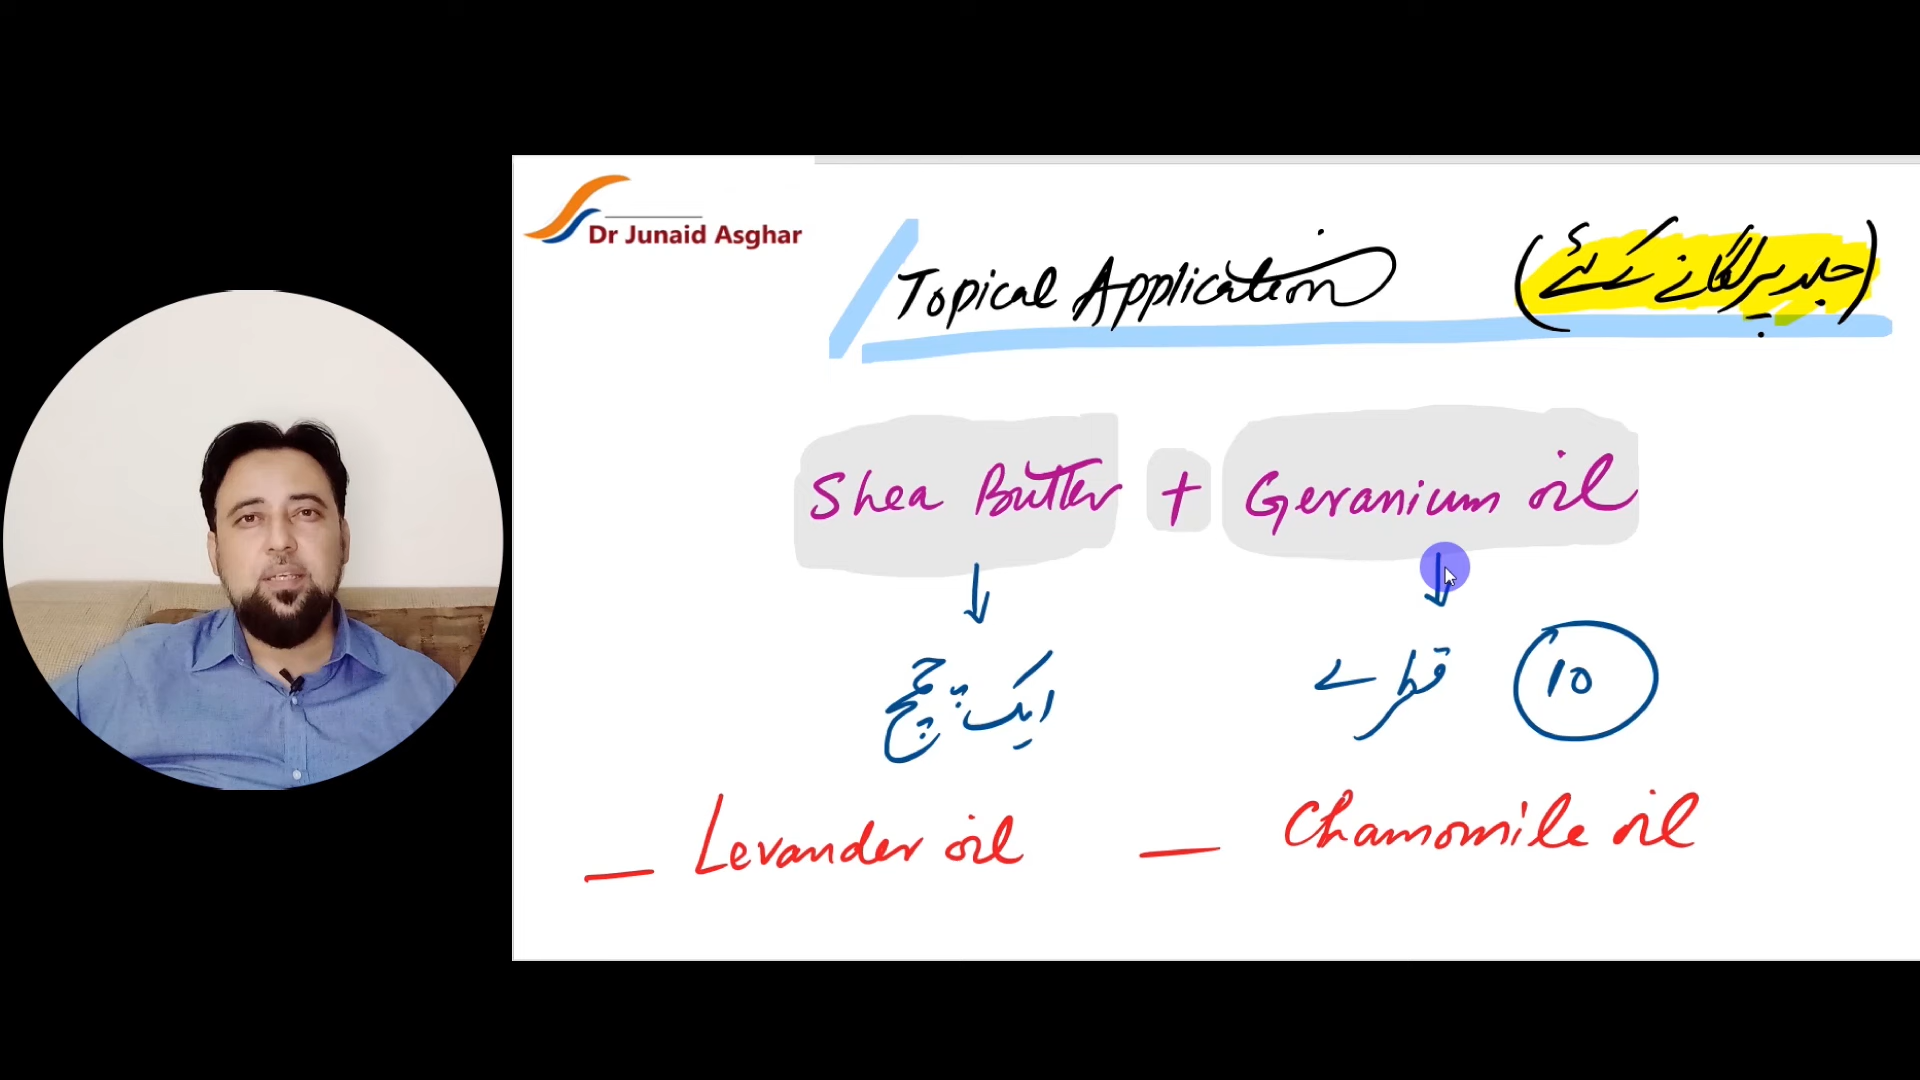 Dr Junaid Asghar
Topical Application (جلد پر لگانے کے لئے)
Shea Butter + Geranium oil
ایک چمچ 10 قطرے
_ Levander oil _ Chamomile oil